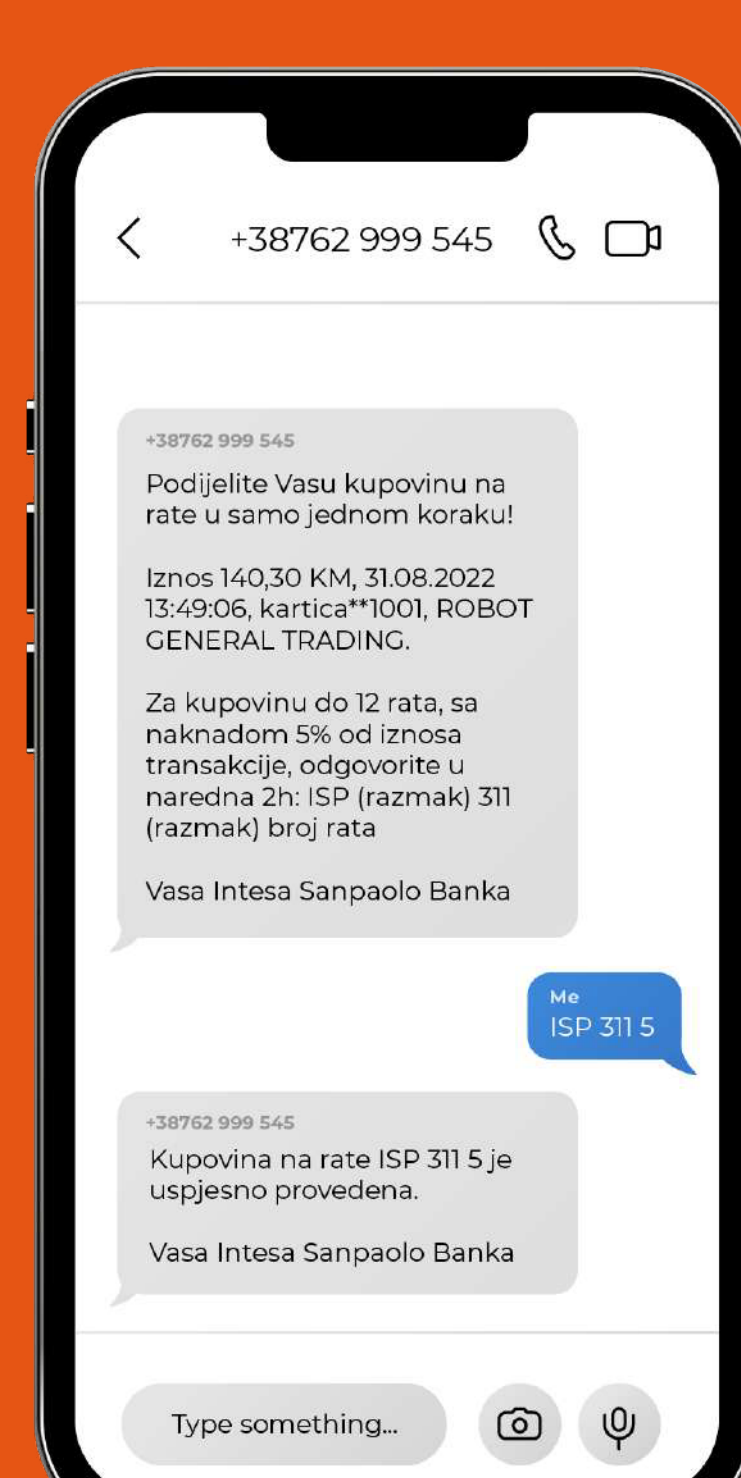 +38762 999 545
+38762 999 545
Podijelite Vasu kupovinu na
rate u samo jednom koraku!
Iznos 140,30 KM, 31.08.2022
13:49:06, kartica**1001, ROBOT
GENERAL TRADING.
Za kupovinu do 12 rata, sa
naknadom 5% od iznosa
transakcije, odgovorite u
naredna 2h: ISP (razmak) 311
(razmak) broj rata
Vasa Intesa Sanpaolo Banka
Me
ISP 311 5
+38762 999 545
Kupovina na rate ISP 311 5 je
uspjesno provedena.
Vasa Intesa Sanpaolo Banka
Type something...